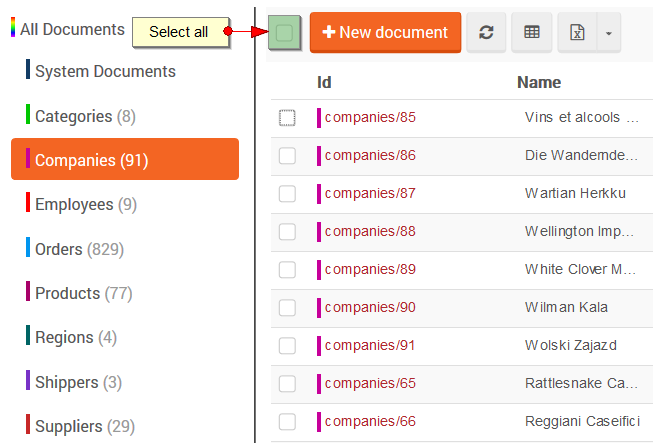 All Documents
Select all
New document
System Documents
Categories (8)
Companies (91)
Employees (9)
Orders (829)
Products (77)
Regions (4)
Shippers (3)
Suppliers (29)
Id Name
companies/85 Vins et alcools ...
companies/86 Die Wandernde...
companies/87 Wartian Herkku
companies/88 Wellington Imp...
companies/89 White Clover M...
companies/90 Wilman Kala
companies/91 Wolski Zajazd
companies/65 Rattlesnake Ca...
companies/66 Reggiani Caseifici